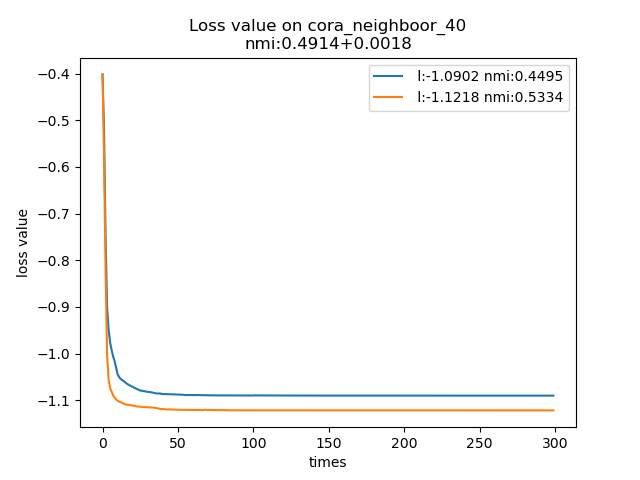 Loss value on cora_neighboor_40
nmi:0.4914+0.0018
l:-1.0902 nmi:0.4495
l:-1.1218 nmi:0.5334
loss value
−0.4
−0.5
−0.6
−0.7
−0.8
−0.9
−1.0
−1.1
0 50 100 150 200 250 300
times